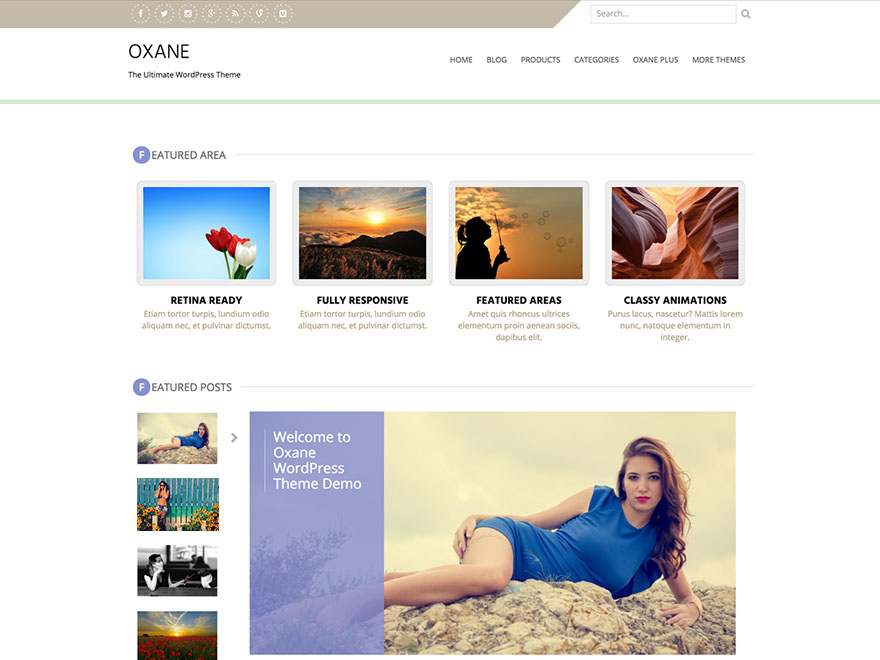 Search...
OXANE
The Ultimate WordPress Theme
HOME BLOG PRODUCTS CATEGORIES OXANE PLUS MORE THEMES
FEATURED AREA
RETINA READY
Etiam tortor turpis, lundium odio
aliquam nec, et pulvinar dictumst.
FULLY RESPONSIVE
Etiam tortor turpis, lundium odio
aliquam nec, et pulvinar dictumst.
FEATURED AREAS
Amet quis rhoncus ultrices
elementum proin aenean sociis,
dapibus elit.
CLASSY ANIMATIONS
Purus lacus, nascetur? Mattis lorem
nunc, natoque elementum in
integer.
FEATURED POSTS
Welcome to
Oxane
WordPress
Theme Demo